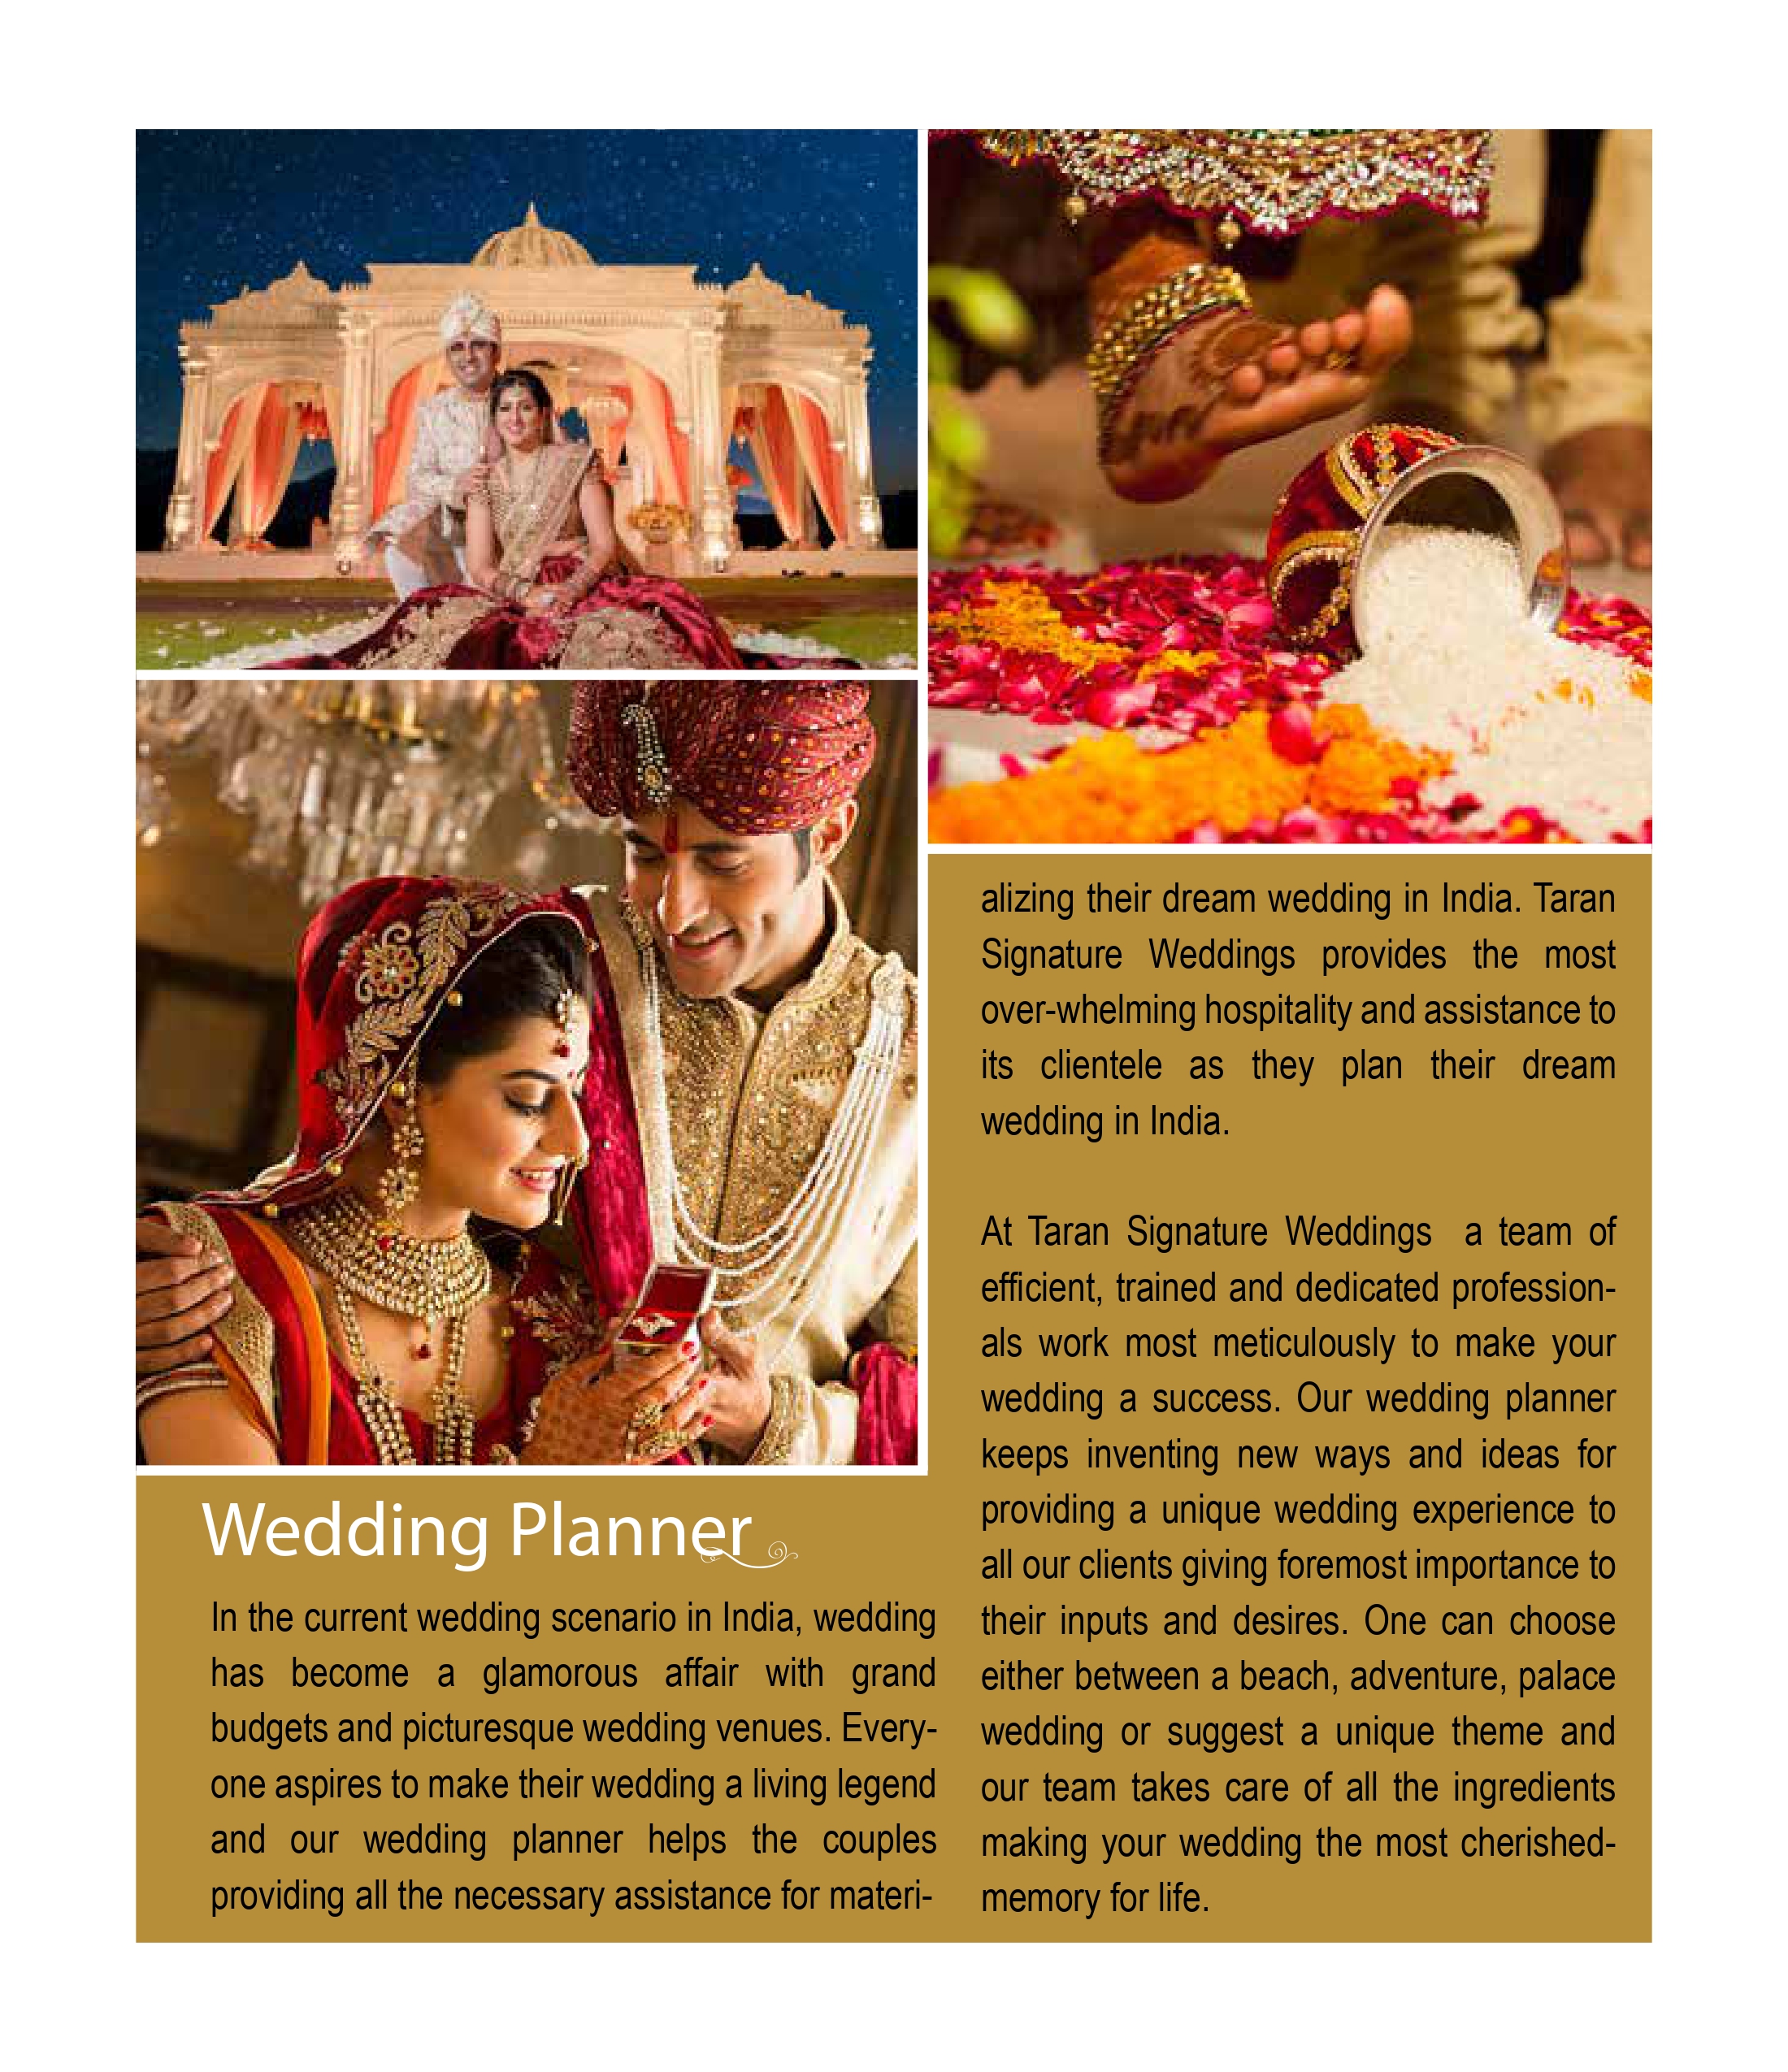 Wedding Planner
In the current wedding scenario in India, wedding
has become a glamorous affair with grand
budgets and picturesque wedding venues. Every-
one aspires to make their wedding a living legend
and our wedding planner helps the couples
providing all the necessary assistance for materi-
alizing their dream wedding in India. Taran
Signature Weddings provides the most
over-whelming hospitality and assistance to
its clientele as they plan their dream
wedding in India.
At Taran Signature Weddings a team of
efficient, trained and dedicated profession-
als work most meticulously to make your
wedding a success. Our wedding planner
keeps inventing new ways and ideas for
providing a unique wedding experience to
all our clients giving foremost importance to
their inputs and desires. One can choose
either between a beach, adventure, palace
wedding or suggest a unique theme and
our team takes care of all the ingredients
making your wedding the most cherished-
memory for life.